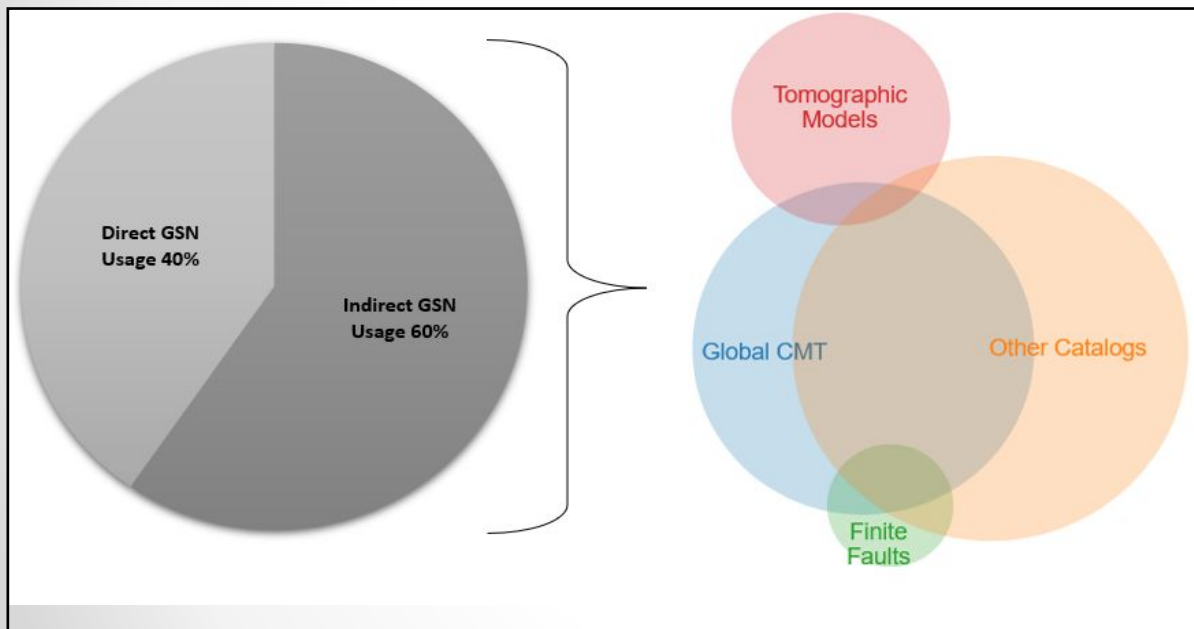 Direct GSN
Usage 40%
Indirect GSN
Usage 60%
Tomographic
Models
Global CMT
Other Catalogs
Finite
Faults